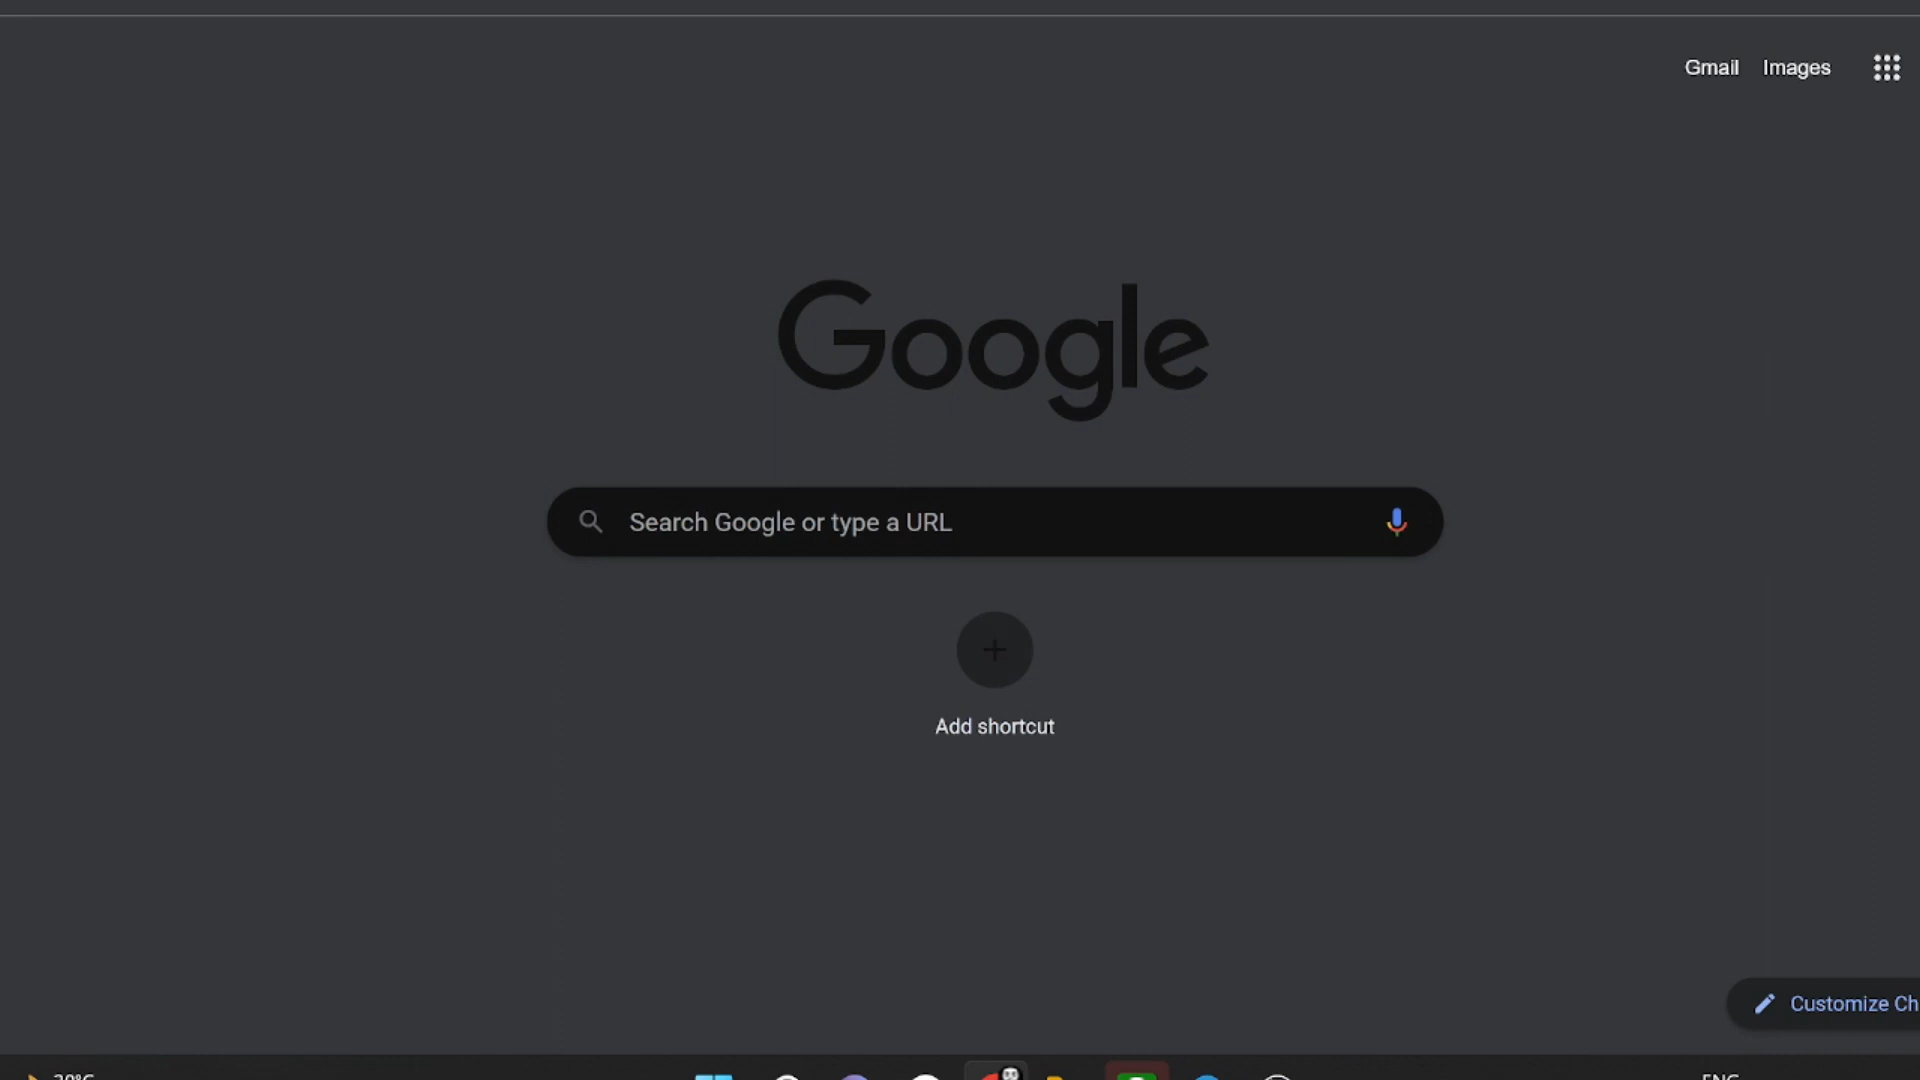 Gmail Images
Google
Search Google or type a URL
Add shortcut
Customize Ch